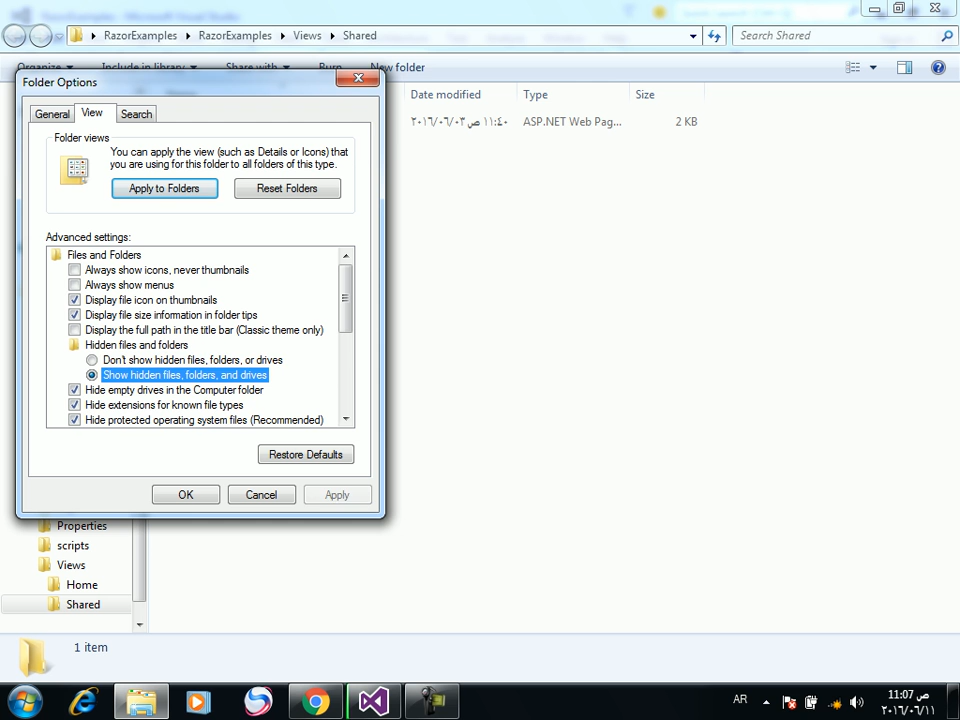 RazorExamples - Microsoft Visual Studio
RazorExamples RazorExamples Views Shared
Search Shared
Organize Include in library Share with Burn New folder
Folder Options
General View Search
Folder views
You can apply the view (such as Details or Icons) that
you are using for this folder to all folders of this type.
Apply to Folders Reset Folders
Advanced settings:
Files and Folders
Always show icons, never thumbnails
Always show menus
Display file icon on thumbnails
Display file size information in folder tips
Display the full path in the title bar (Classic theme only)
Hidden files and folders
Don't show hidden files, folders, or drives
Show hidden files, folders, and drives
Hide empty drives in the Computer folder
Hide extensions for known file types
Hide protected operating system files (Recommended)
Restore Defaults
OK Cancel Apply
Date modified Type Size
٢٠١٦/٠٦/٠٣ ص ١١:٤٠ ASP.NET Web Pag... 2 KB
Properties
scripts
Views
Home
Shared
1 item
AR
11:07 ص
٢٠١٦/٠٦/١١